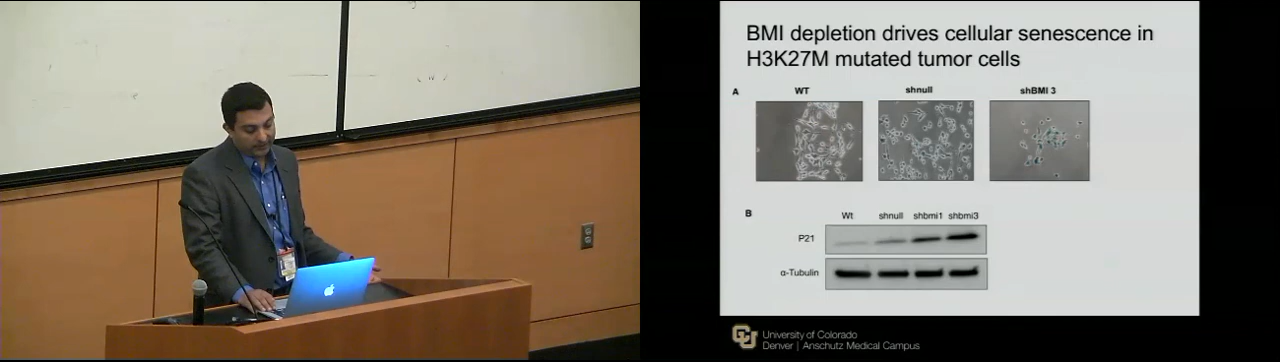 BMI depletion drives cellular senescence in
H3K27M mutated tumor cells
A
WT
shnull
shBMI 3
B
Wt shnull shbmi1 shbmi3
P21
α-Tubulin
CU
University of Colorado
Denver | Anschutz Medical Campus